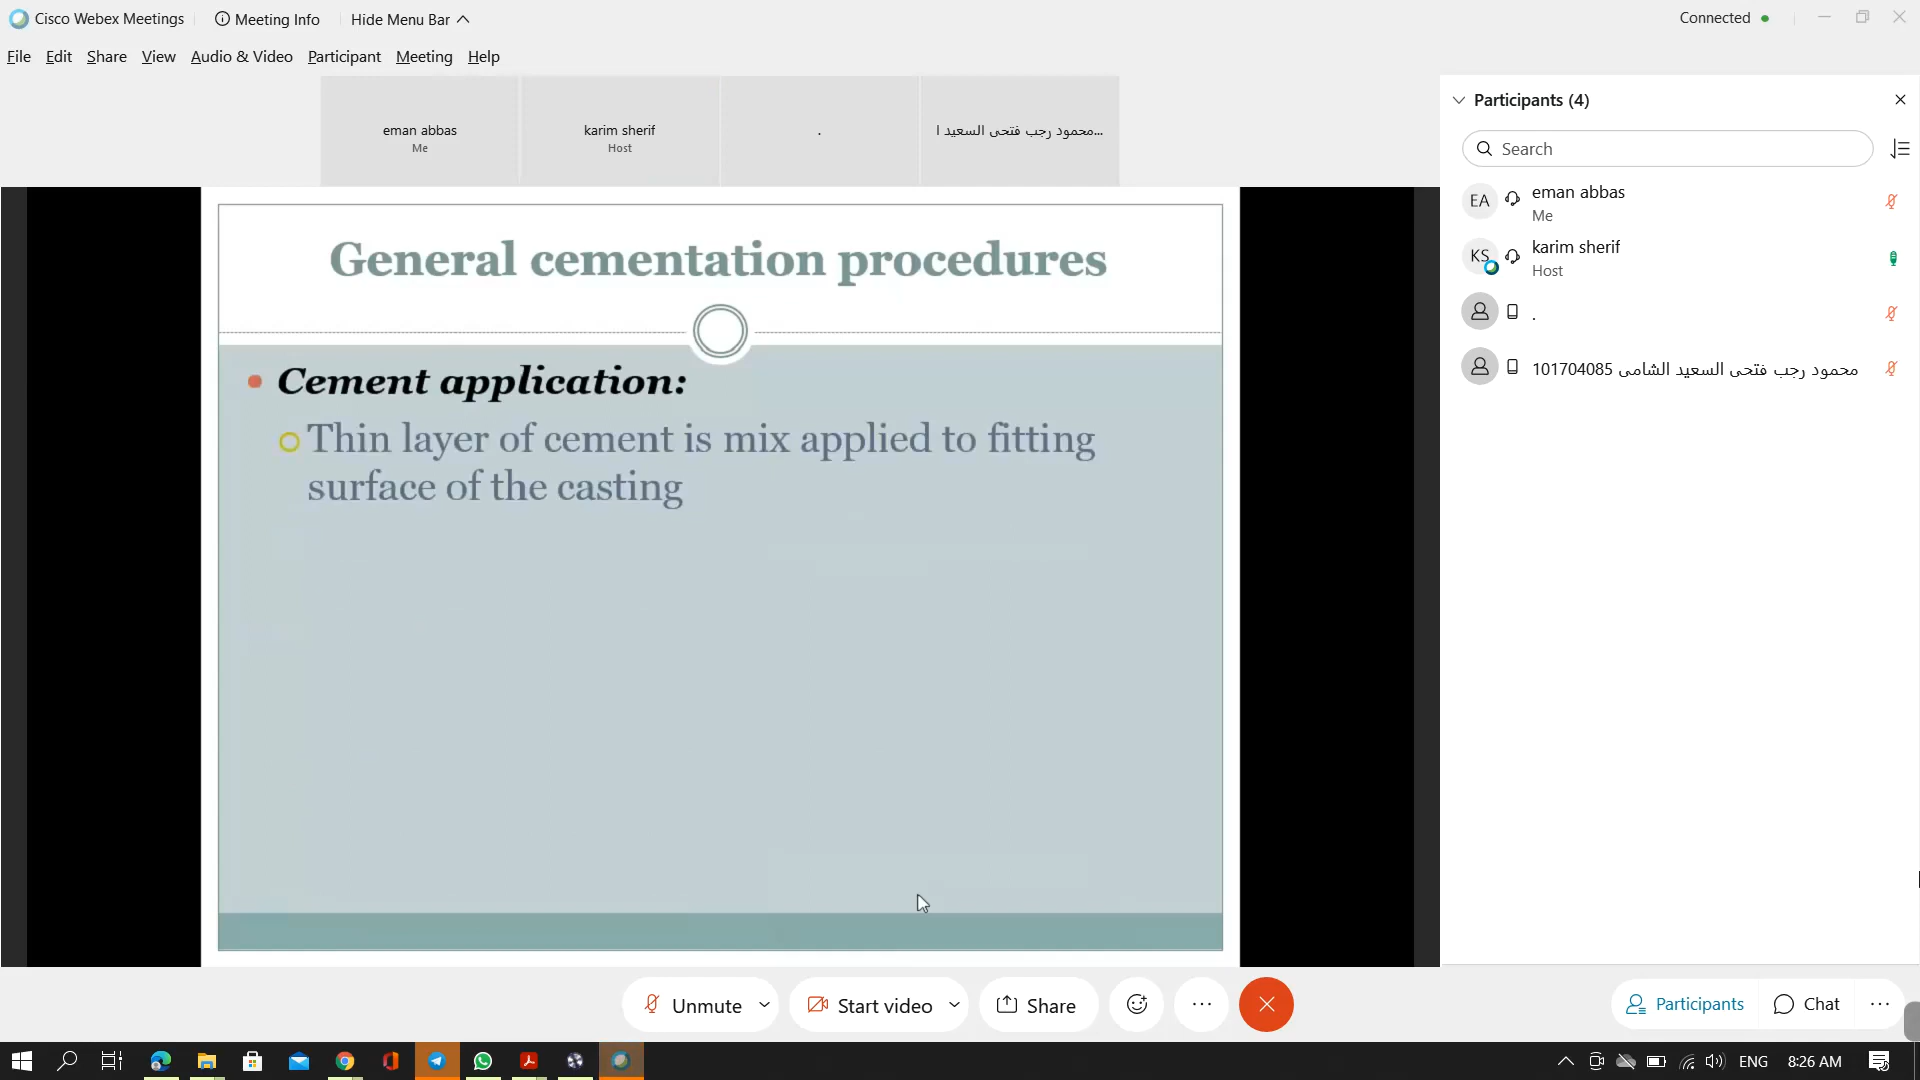 Cisco Webex Meetings
Meeting Info
Hide Menu Bar
Connected
File Edit Share View Audio & Video Participant Meeting Help
eman abbas
Me
karim sherif
Host
.
محمود رجب فتحى السعيد ا...
General cementation procedures
Cement application:
Thin layer of cement is mix applied to fitting
surface of the casting
Participants (4)
Search
EA
eman abbas
Me
KS
karim sherif
Host
.
محمود رجب فتحى السعيد الشامى 101704085
Unmute
Start video
Share
Participants
Chat
ENG
8:26 AM